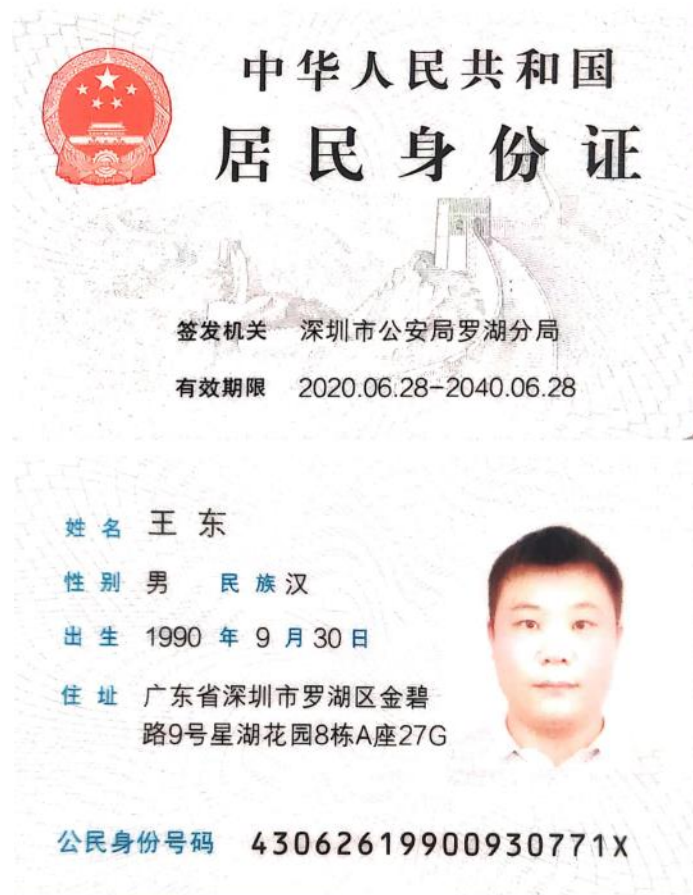 中华人民共和国
居民身份证
签发机关 深圳市公安局罗湖分局
有效期限 2020.06.28-2040.06.28
姓名 王东
性别 男 民族 汉
出生 1990 年 9 月 30 日
住址 广东省深圳市罗湖区金碧
路9号星湖花园8栋A座27G
公民身份号码 43062619900930771X